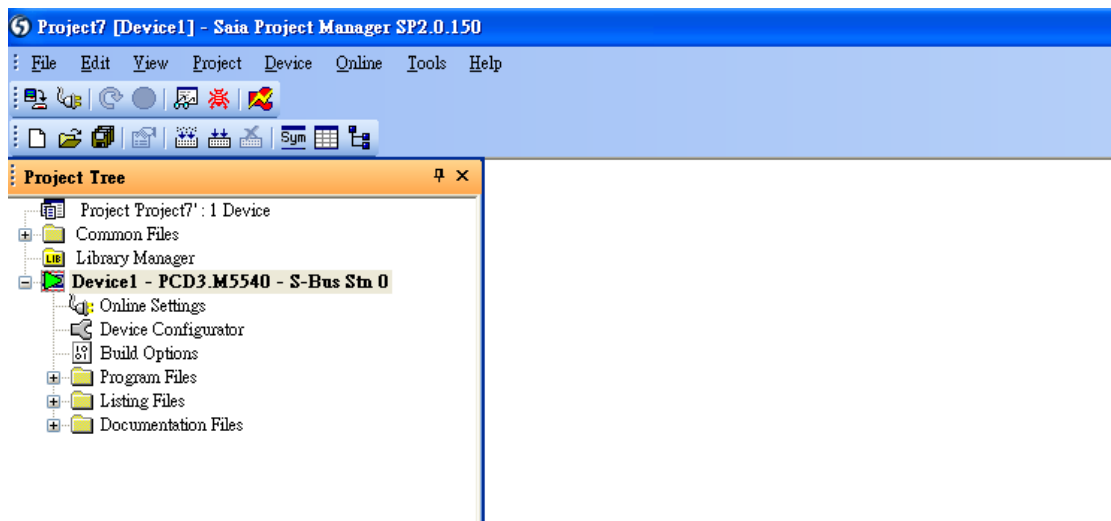 Project7 [Device1] - Saia Project Manager SP2.0.150
File Edit View Project Device Online Tools Help
Sym
Project Tree
Project 'Project7' : 1 Device
Common Files
LIB Library Manager
Device1 - PCD3.M5540 - S-Bus Stn 0
Online Settings
Device Configurator
Build Options
Program Files
Listing Files
Documentation Files